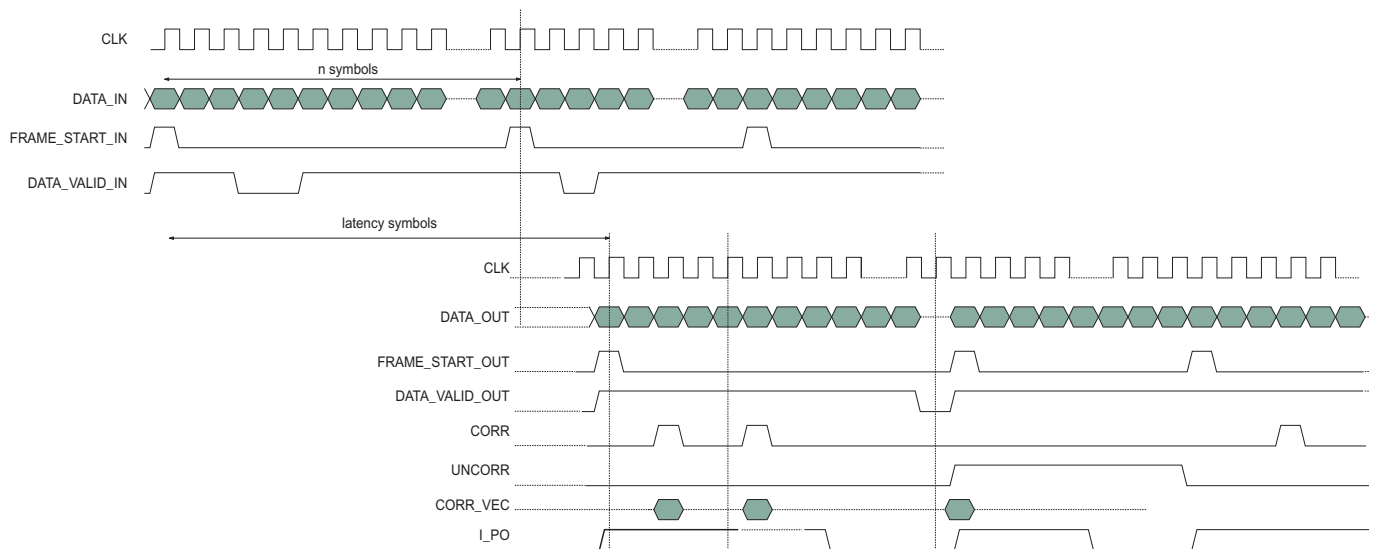 CLK
n symbols
DATA_IN
FRAME_START_IN
DATA_VALID_IN
latency symbols
CLK
DATA_OUT
FRAME_START_OUT
DATA_VALID_OUT
CORR
UNCORR
CORR_VEC
I_PO